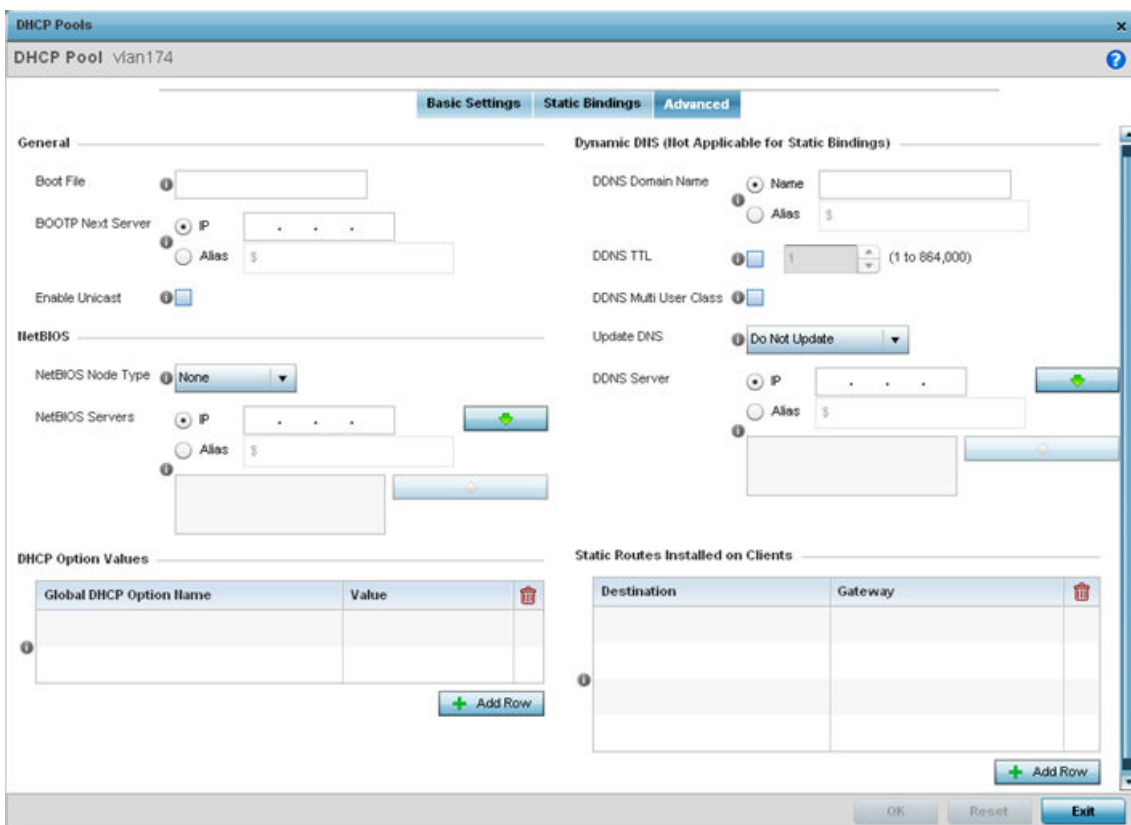 DHCP Pools
DHCP Pool vlan174
Basic Settings Static Bindings Advanced
General
Boot File
BOOTP Next Server IP . . .
Alias $
Enable Unicast
NetBIOS
NetBIOS Node Type None
NetBIOS Servers IP . . .
Alias $
DHCP Option Values
Global DHCP Option Name Value
Add Row
Dynamic DNS (Not Applicable for Static Bindings)
DDNS Domain Name Name
Alias $
DDNS TTL 1 (1 to 864,000)
DDNS Multi User Class
Update DNS Do Not Update
DDNS Server IP . . .
Alias $
Static Routes Installed on Clients
Destination Gateway
Add Row
OK Reset Exit